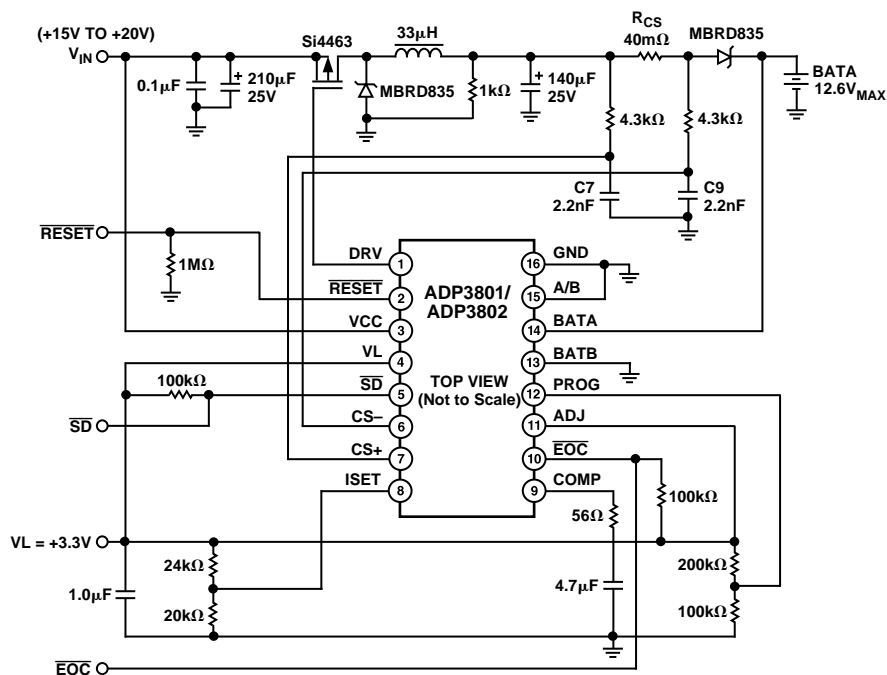 (+15V TO +20V)
VIN
0.1μF
+
210μF
25V
Si4463
33μH
MBRD835
1kΩ
+
140μF
25V
RCS
40mΩ
MBRD835
BATA
12.6VMAX
4.3kΩ
4.3kΩ
C7
2.2nF
C9
2.2nF
RESET
1MΩ
DRV
RESET
VCC
VL
SD
CS–
CS+
ISET
1
2
3
4
5
6
7
8
ADP3801/
ADP3802
TOP VIEW
(Not to Scale)
16
15
14
13
12
11
10
9
GND
A/B
BATA
BATB
PROG
ADJ
EOC
COMP
100kΩ
SD
56Ω
100kΩ
VL = +3.3V
24kΩ
20kΩ
1.0μF
4.7μF
200kΩ
100kΩ
EOC